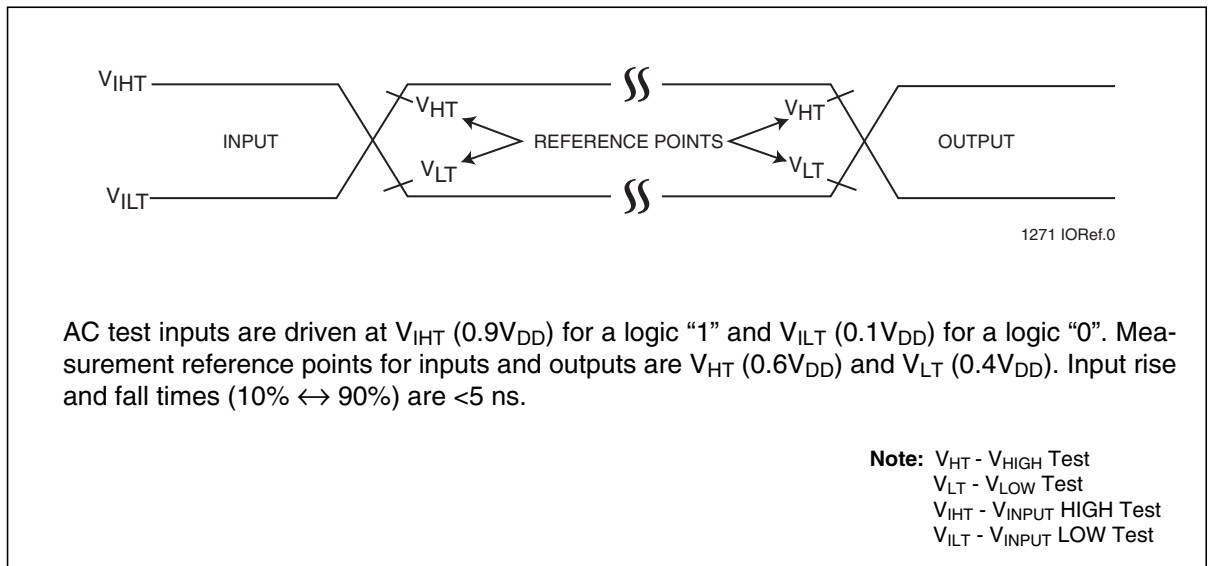 VIHT
VHT
VHT
INPUT
REFERENCE POINTS
OUTPUT
VLT
VLT
VILT
1271 IORef.0
AC test inputs are driven at VIHT (0.9VDD) for a logic “1” and VILT (0.1VDD) for a logic “0”. Mea-
surement reference points for inputs and outputs are VHT (0.6VDD) and VLT (0.4VDD). Input rise
and fall times (10% ↔ 90%) are <5 ns.
Note: VHT - VHIGH Test
VLT - VLOW Test
VIHT - VINPUT HIGH Test
VILT - VINPUT LOW Test